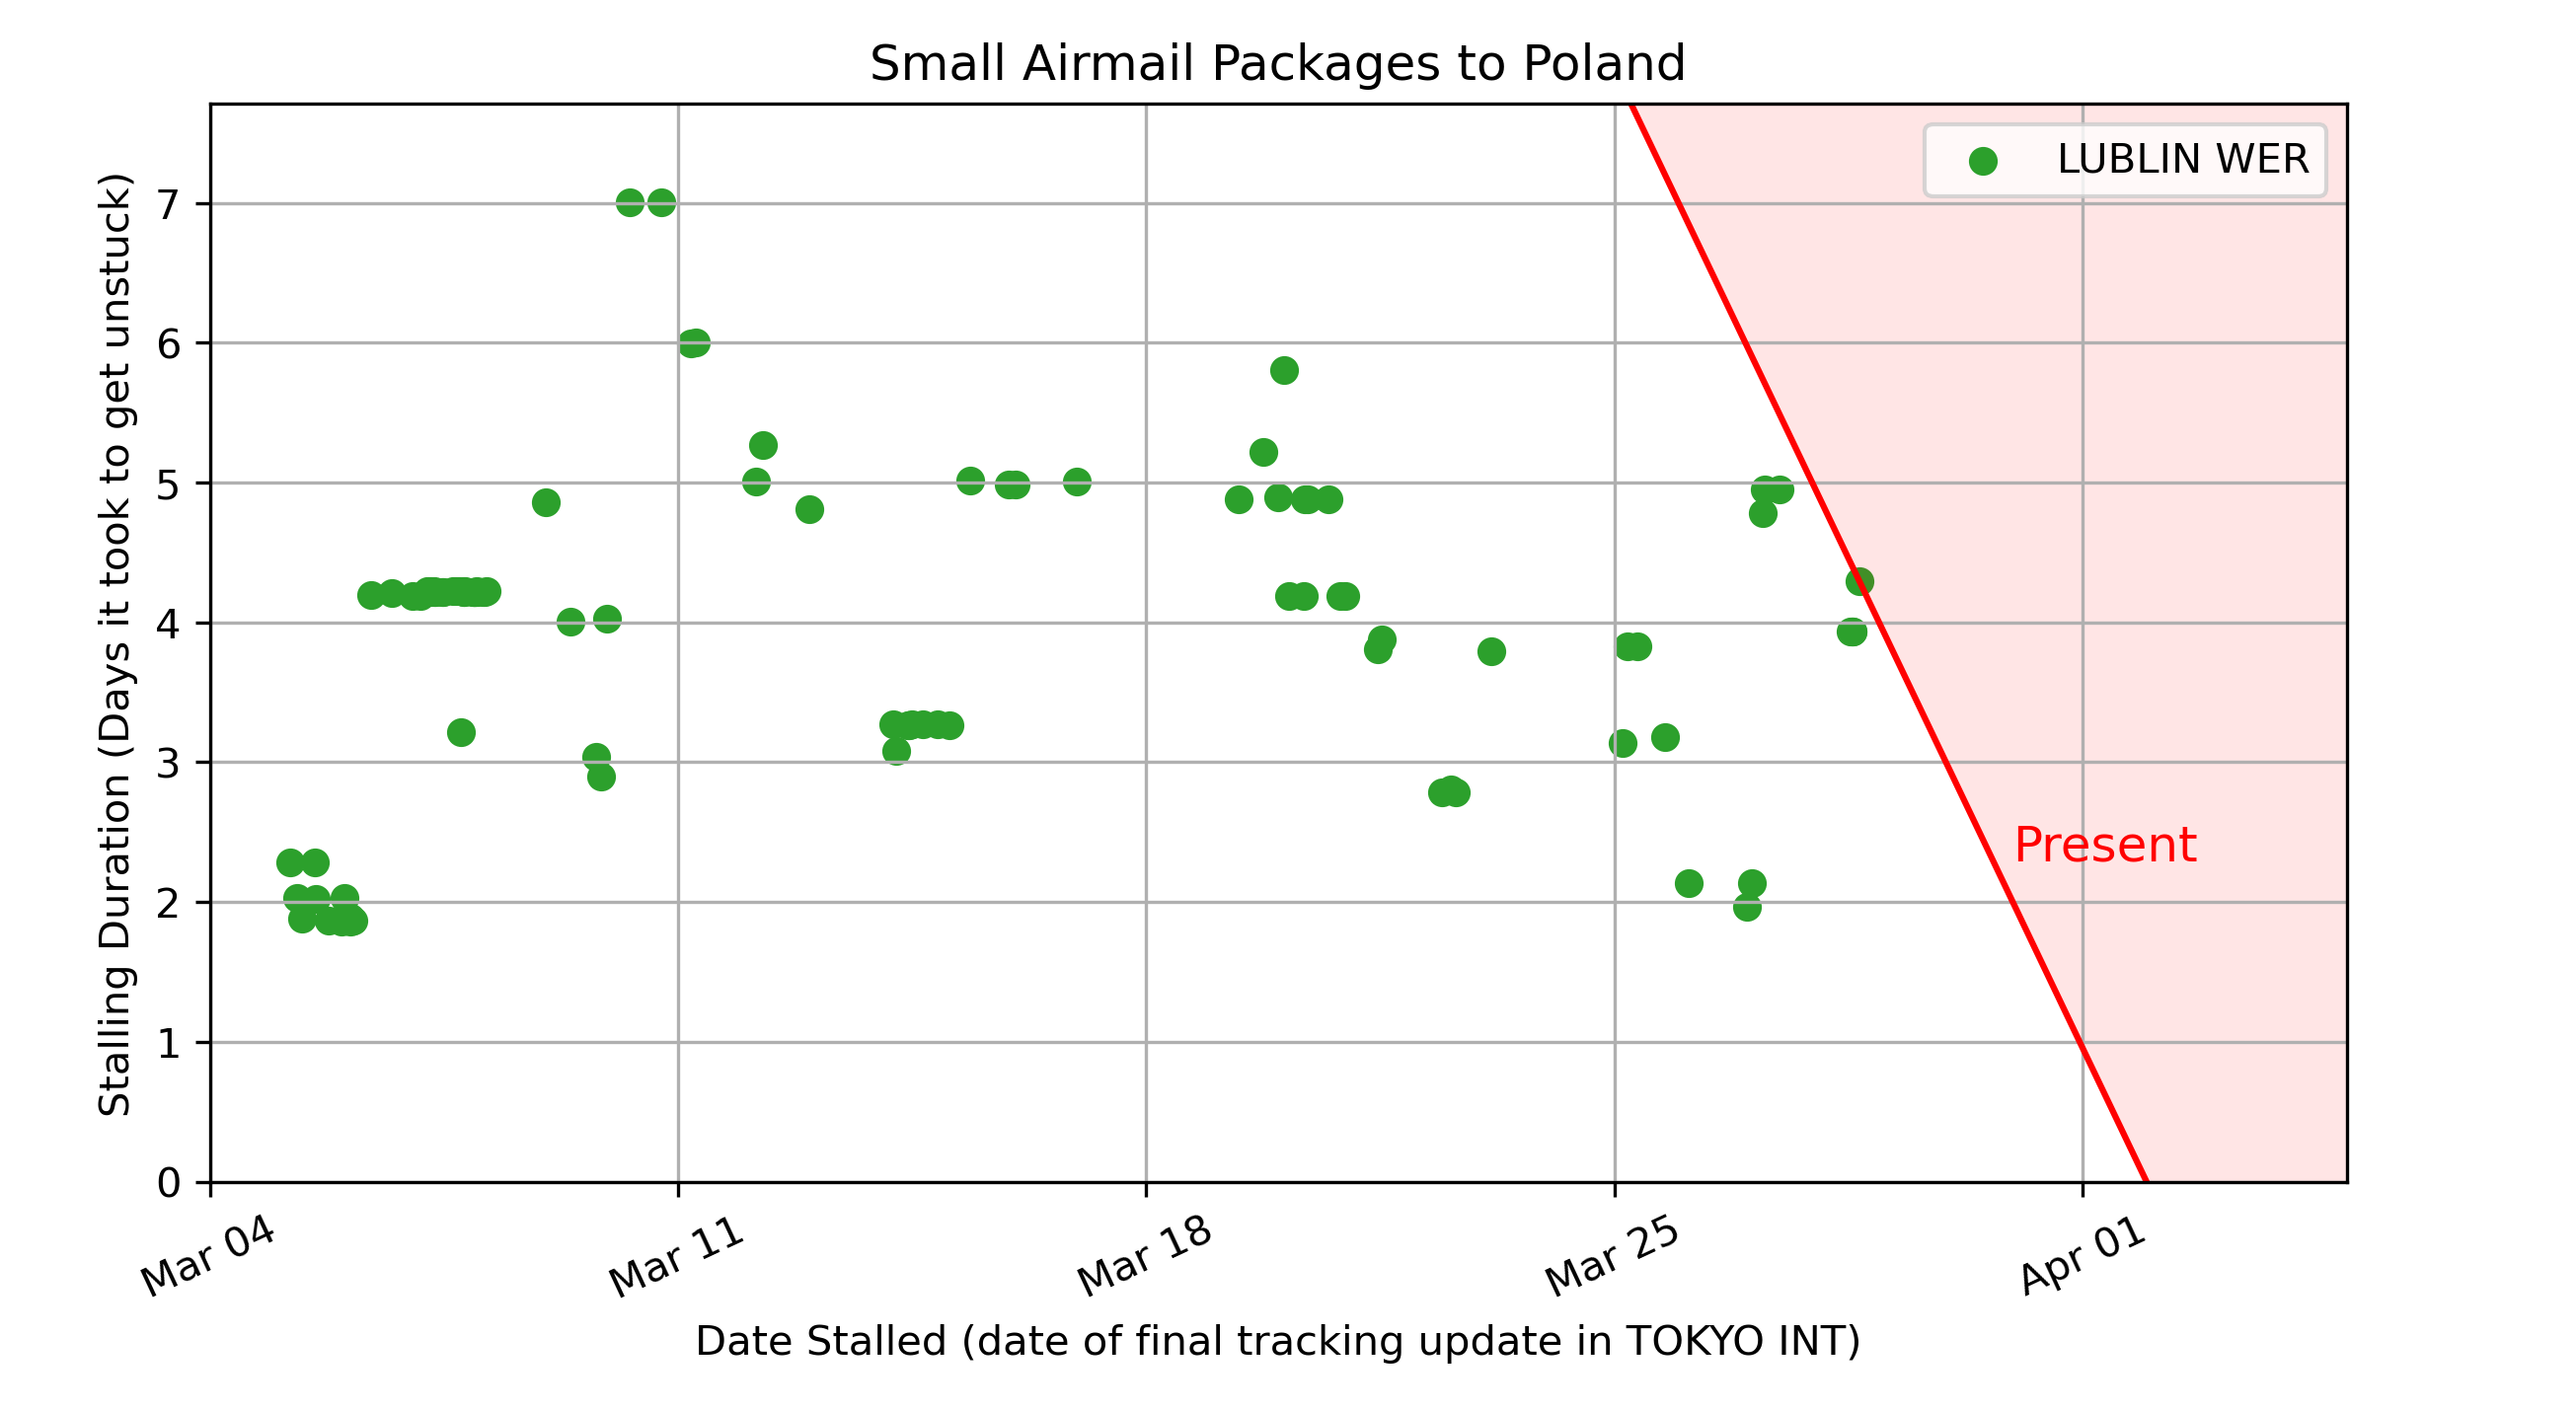 Small Airmail Packages to Poland
LUBLIN WER
Stalling Duration (Days it took to get unstuck)
7
6
5
4
3
2
1
0
Present
Mar 04
Mar 11
Mar 18
Mar 25
Apr 01
Date Stalled (date of final tracking update in TOKYO INT)